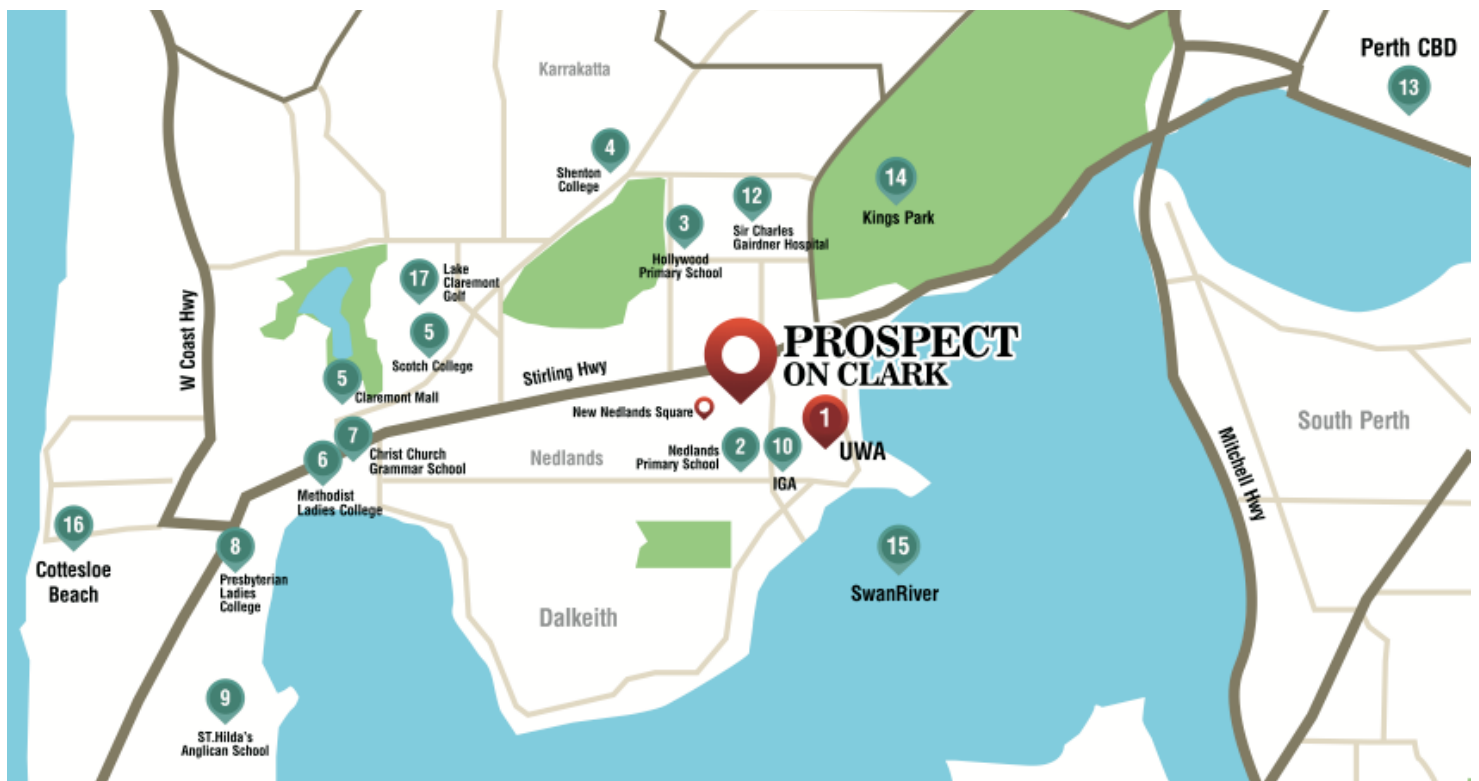 Karrakatta
Perth CBD
13
4
Shenton
College
14
Kings Park
12
Sir Charles
Gairdner Hospital
3
Hollywood
Primary School
17
Lake
Claremont
Golf
5
Scotch College
W Coast Hwy
5
Claremont Mall
Stirling Hwy
PROSPECT
ON CLARK
New Nedlands Square
1
UWA
2
Nedlands
Primary School
10
IGA
7
Christ Church
Grammar School
6
Methodist
Ladies College
Nedlands
South Perth
Mitchell Hwy
16
Cottesloe
Beach
8
Presbyterian
Ladies
College
15
SwanRiver
Dalkeith
9
ST.Hilda's
Anglican School